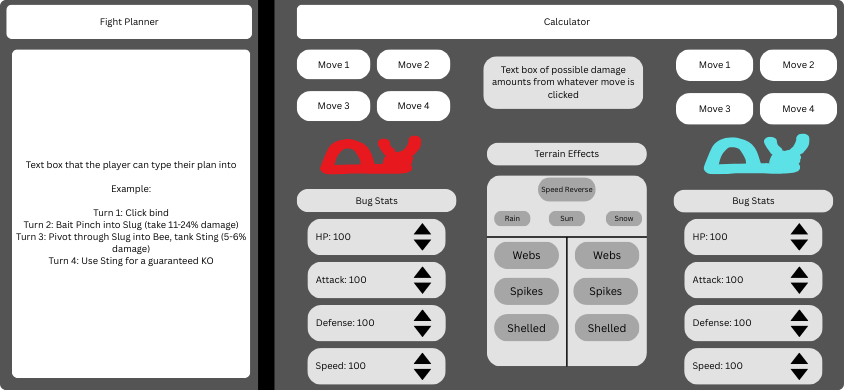 Fight Planner
Text box that the player can type their plan into
Example:
Turn 1: Click bind
Turn 2: Bait Pinch into Slug (take 11-24% damage)
Turn 3: Pivot through Slug into Bee, tank Sting (5-6%
damage)
Turn 4: Use Sting for a guaranteed KO
Calculator
Move 1
Move 2
Move 3
Move 4
Bug Stats
HP: 100
Attack: 100
Defense: 100
Speed: 100
Text box of possible damage
amounts from whatever move is
clicked
Terrain Effects
Speed Reverse
Rain
Sun
Snow
Webs
Webs
Spikes
Spikes
Shelled
Shelled
Move 1
Move 2
Move 3
Move 4
Bug Stats
HP: 100
Attack: 100
Defense: 100
Speed: 100